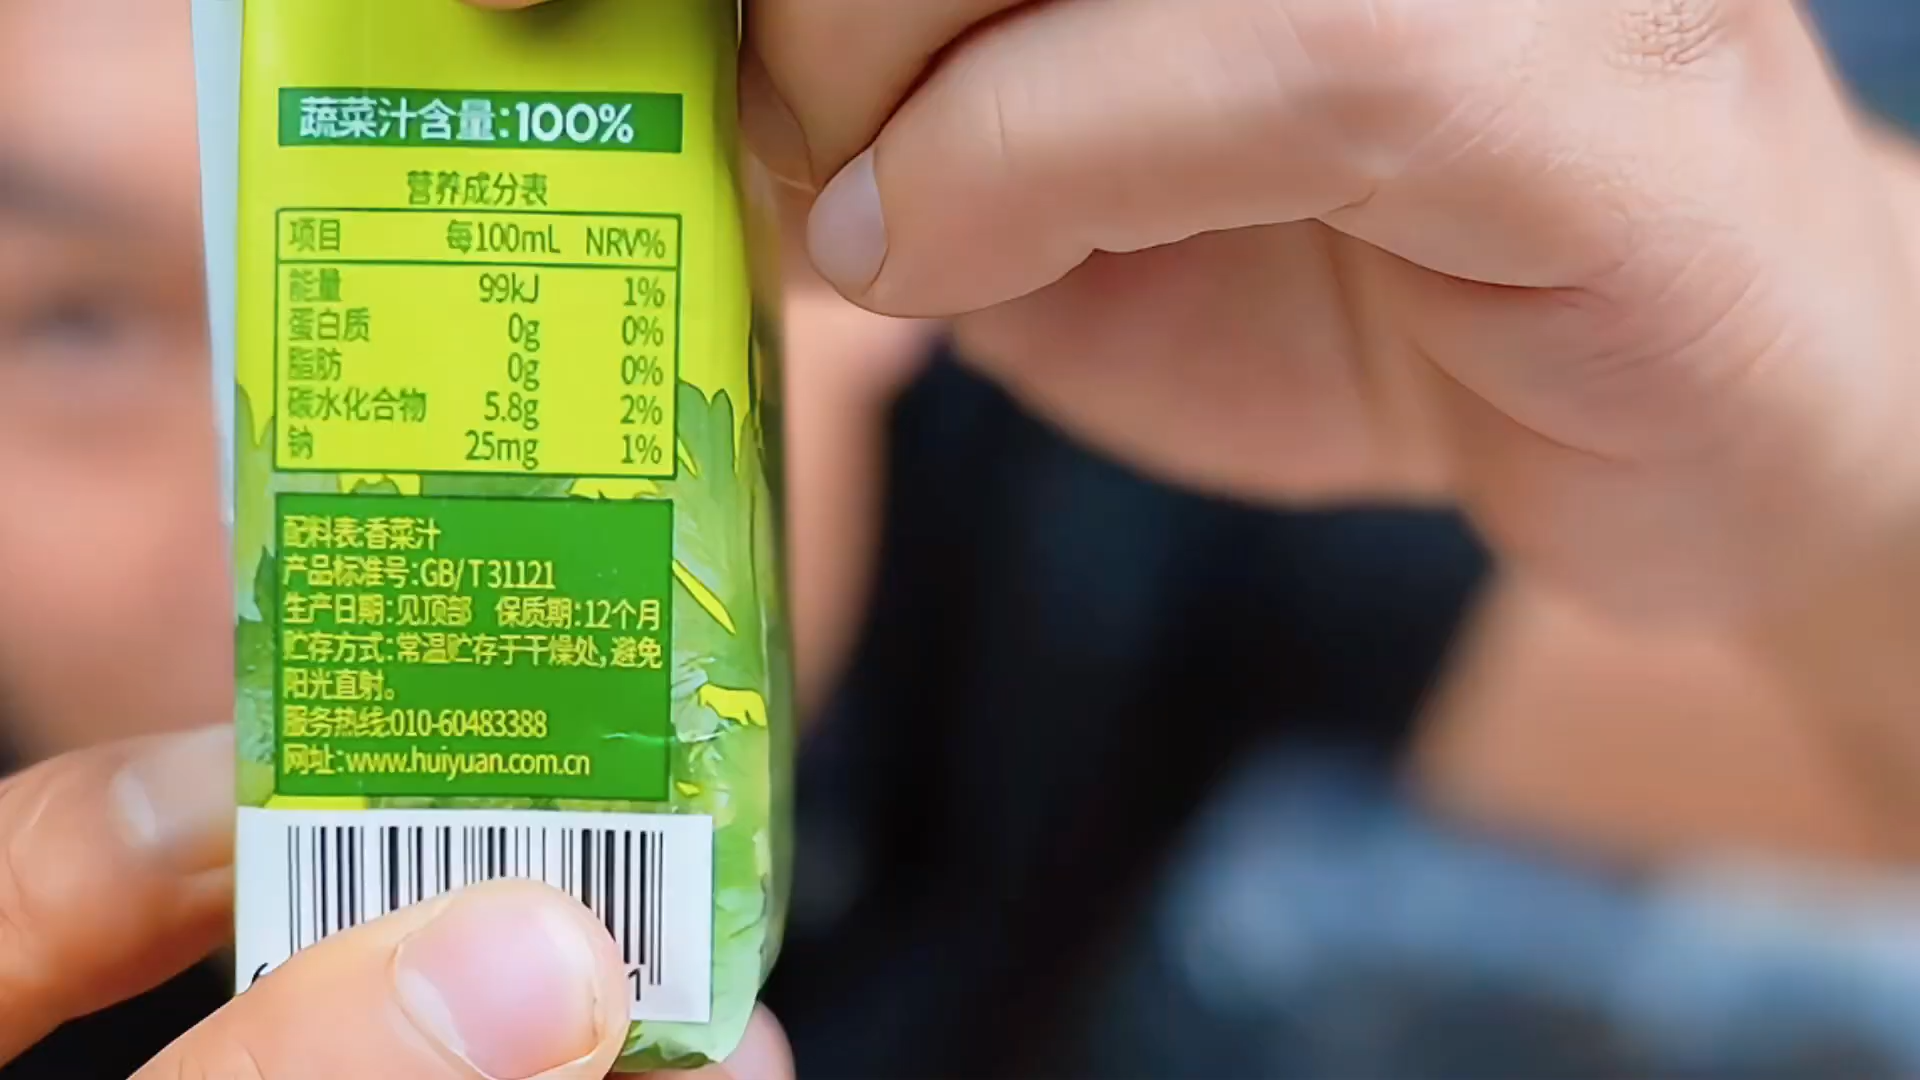 蔬菜汁含量:100%
营养成分表
项目 每100mL NRV%
能量 99kJ 1%
蛋白质 0g 0%
脂肪 0g 0%
碳水化合物 5.8g 2%
钠 25mg 1%
配料表:香菜汁
产品标准号:GB/T 31121
生产日期:见顶部 保质期:12个月
贮存方式:常温贮存于干燥处,避免
阳光直射。
服务热线:010-60483388
网址:www.huiyuan.com.cn
6 1